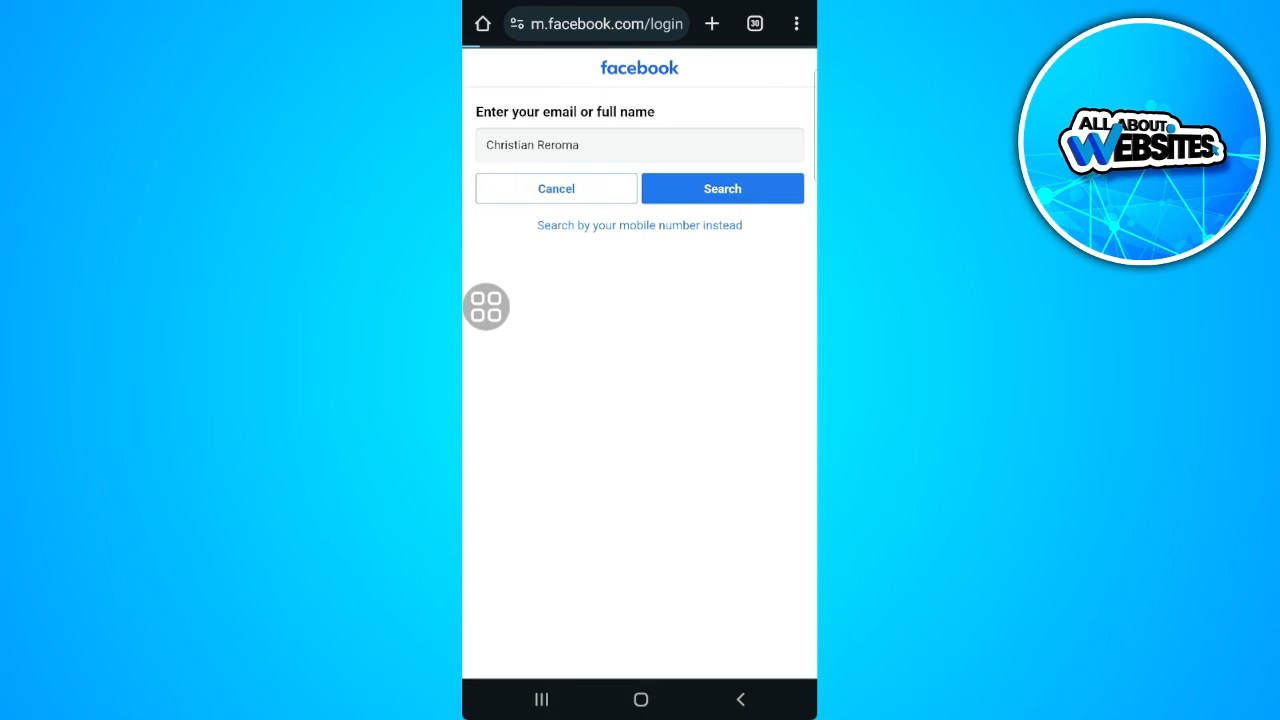 m.facebook.com/login
30
facebook
Enter your email or full name
Christian Reroma
Cancel
Search
Search by your mobile number instead
ALL ABOUT
WEBSITES